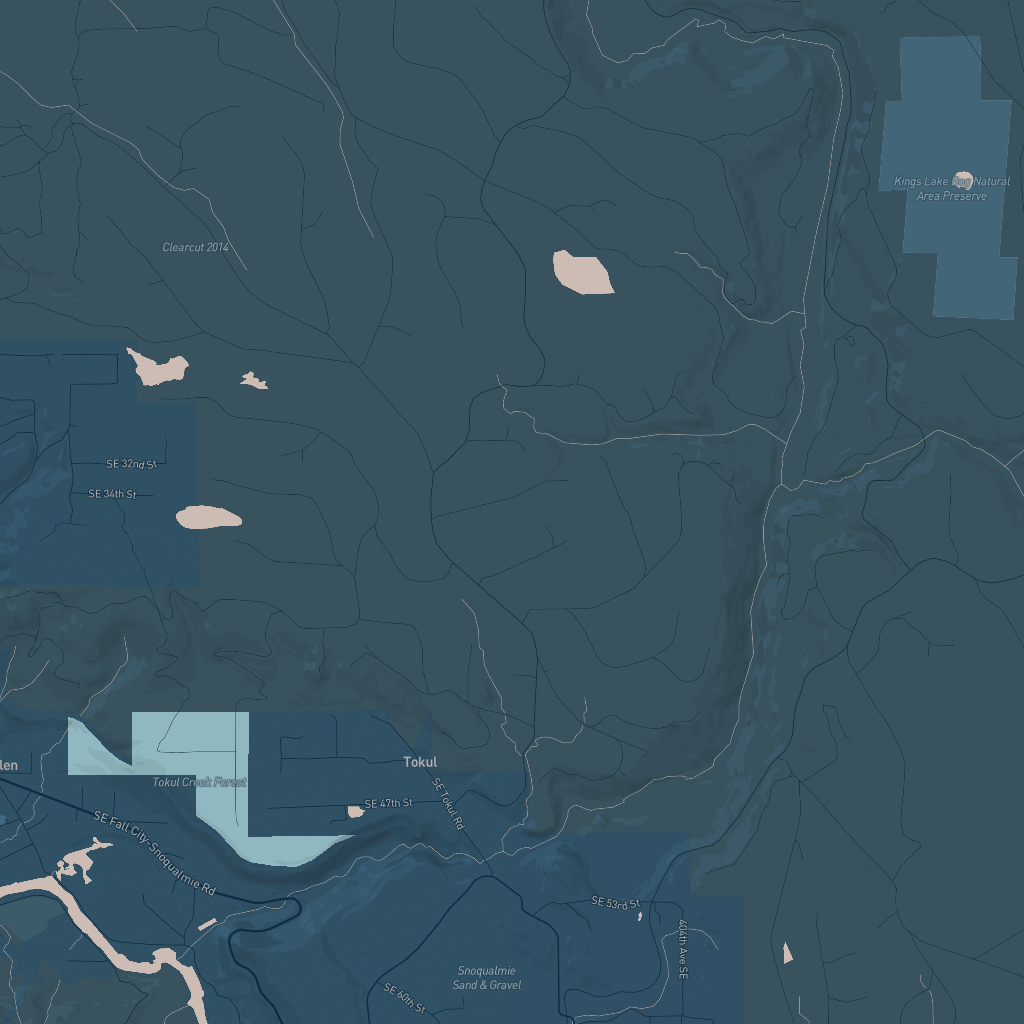 Kings Lake Bog Natural
Area Preserve
Clearcut 2014
SE 32nd St
SE 34th St
len
Tokul
Tokul Creek Forest
SE 47th St
SE Tokul Rd
SE Fall City-Snoqualmie Rd
SE 53rd St
404th Ave SE
Snoqualmie
Sand & Gravel
SE 60th St